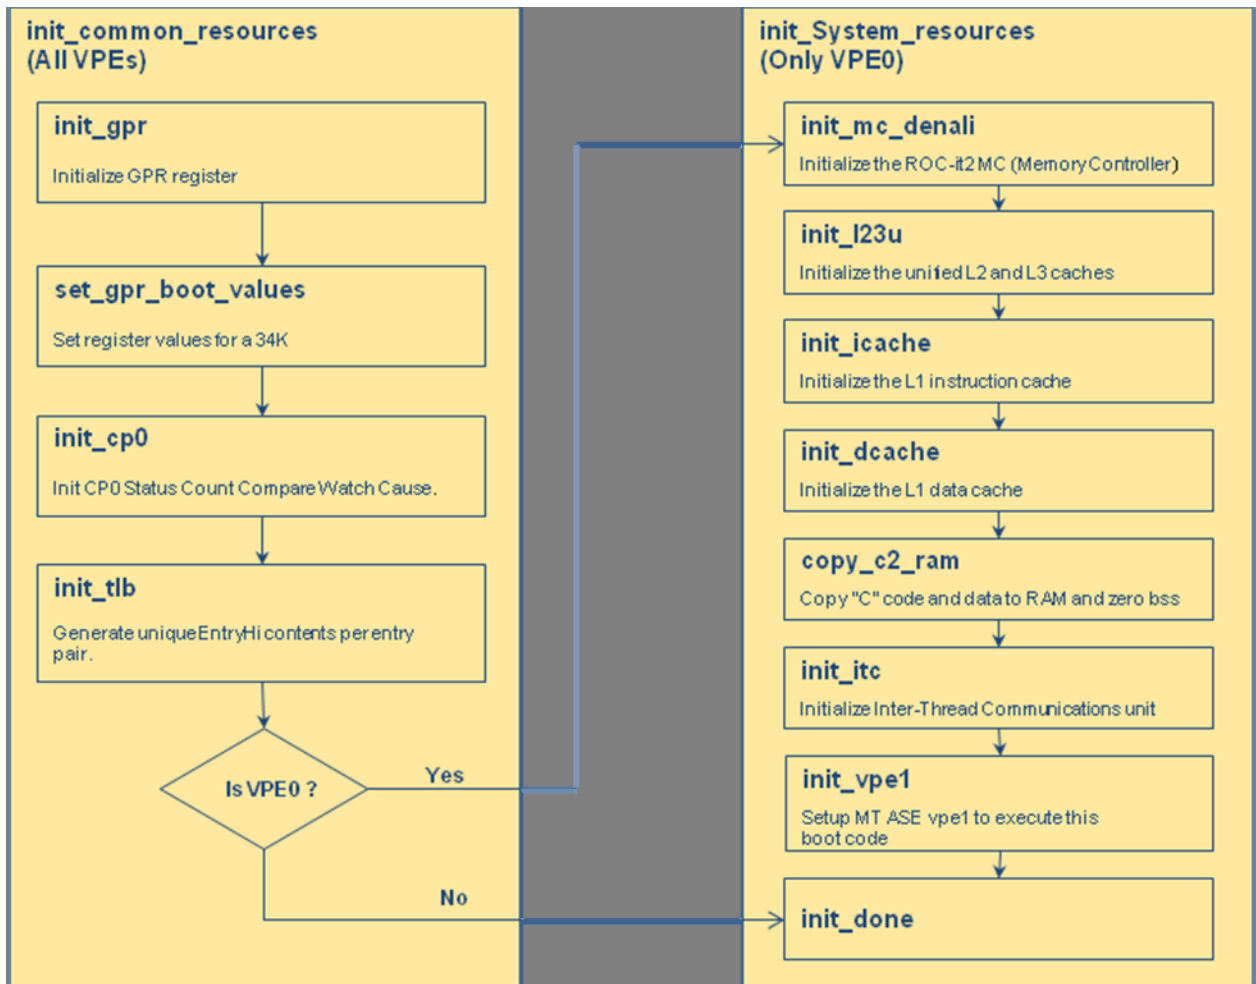 init_common_resources
(All VPEs)
init_gpr
Initialize GPR register
set_gpr_boot_values
Set register values for a 34K
init_cp0
Init CP0 Status Count Compare Watch Cause.
init_tlb
Generate unique EntryHi contents per entry
pair.
Is VPE0 ?
Yes
No
init_System_resources
(Only VPE0)
init_mc_denali
Initialize the ROC-it2 MC (Memory Controller)
init_l23u
Initialize the unified L2 and L3 caches
init_icache
Initialize the L1 instruction cache
init_dcache
Initialize the L1 data cache
copy_c2_ram
Copy "C" code and data to RAM and zero bss
init_itc
Initialize Inter-Thread Communications unit
init_vpe1
Setup MT ASE vpe1 to execute this
boot code
init_done